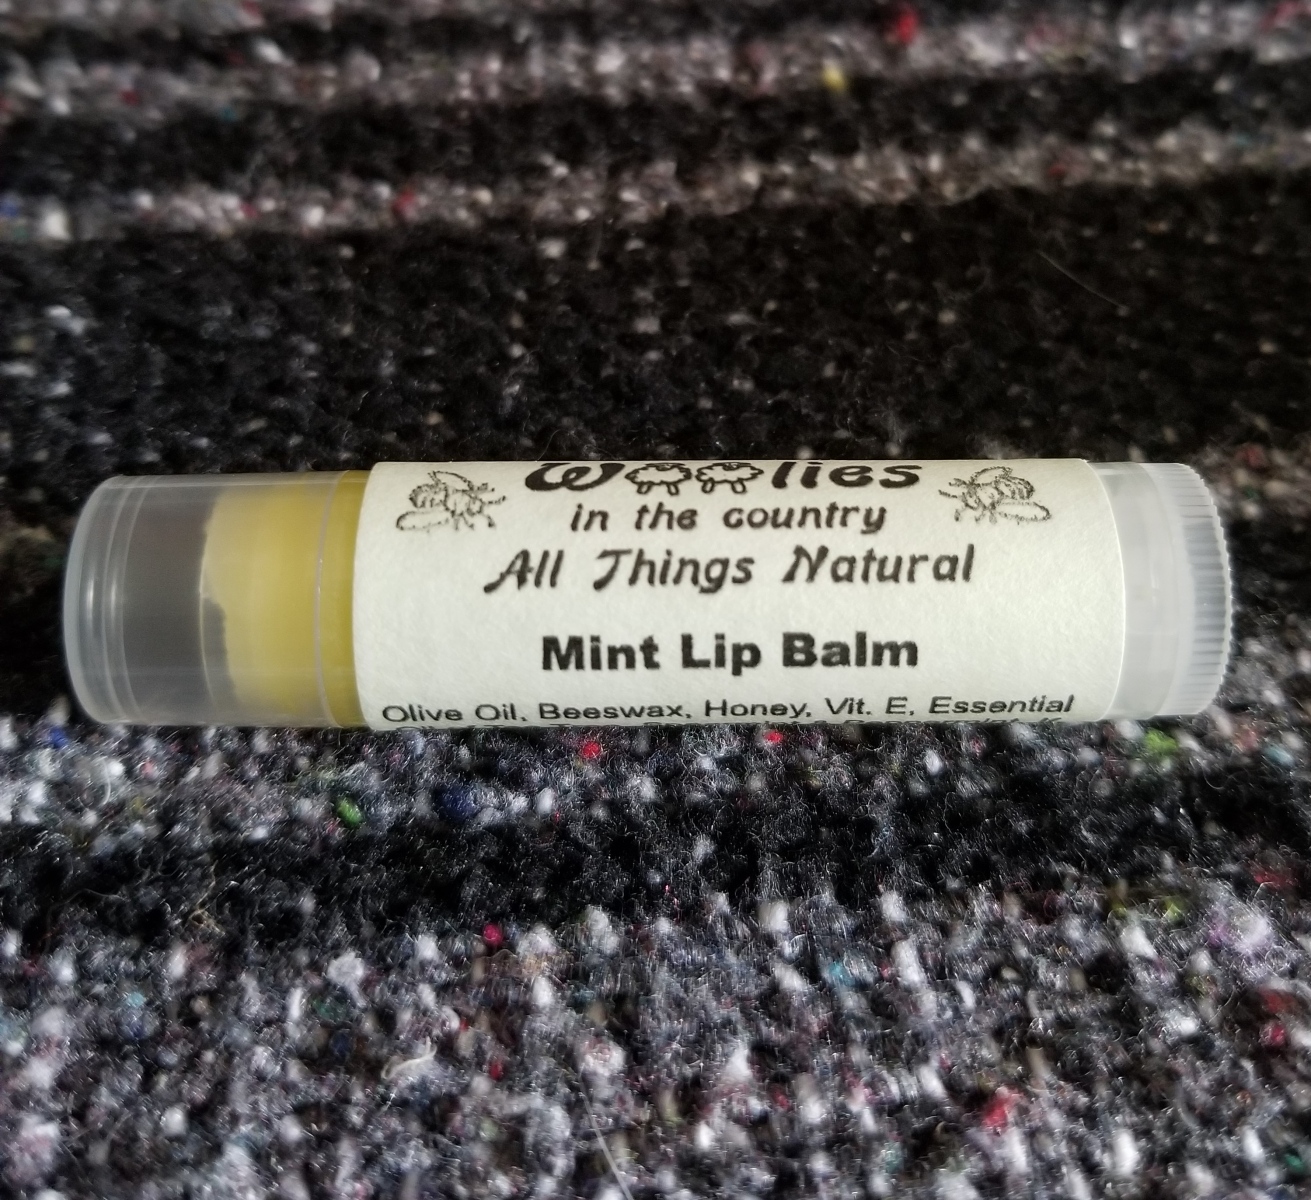 Woolies
in the country
All Things Natural
Mint Lip Balm
Olive Oil, Beeswax, Honey, Vit. E, Essential